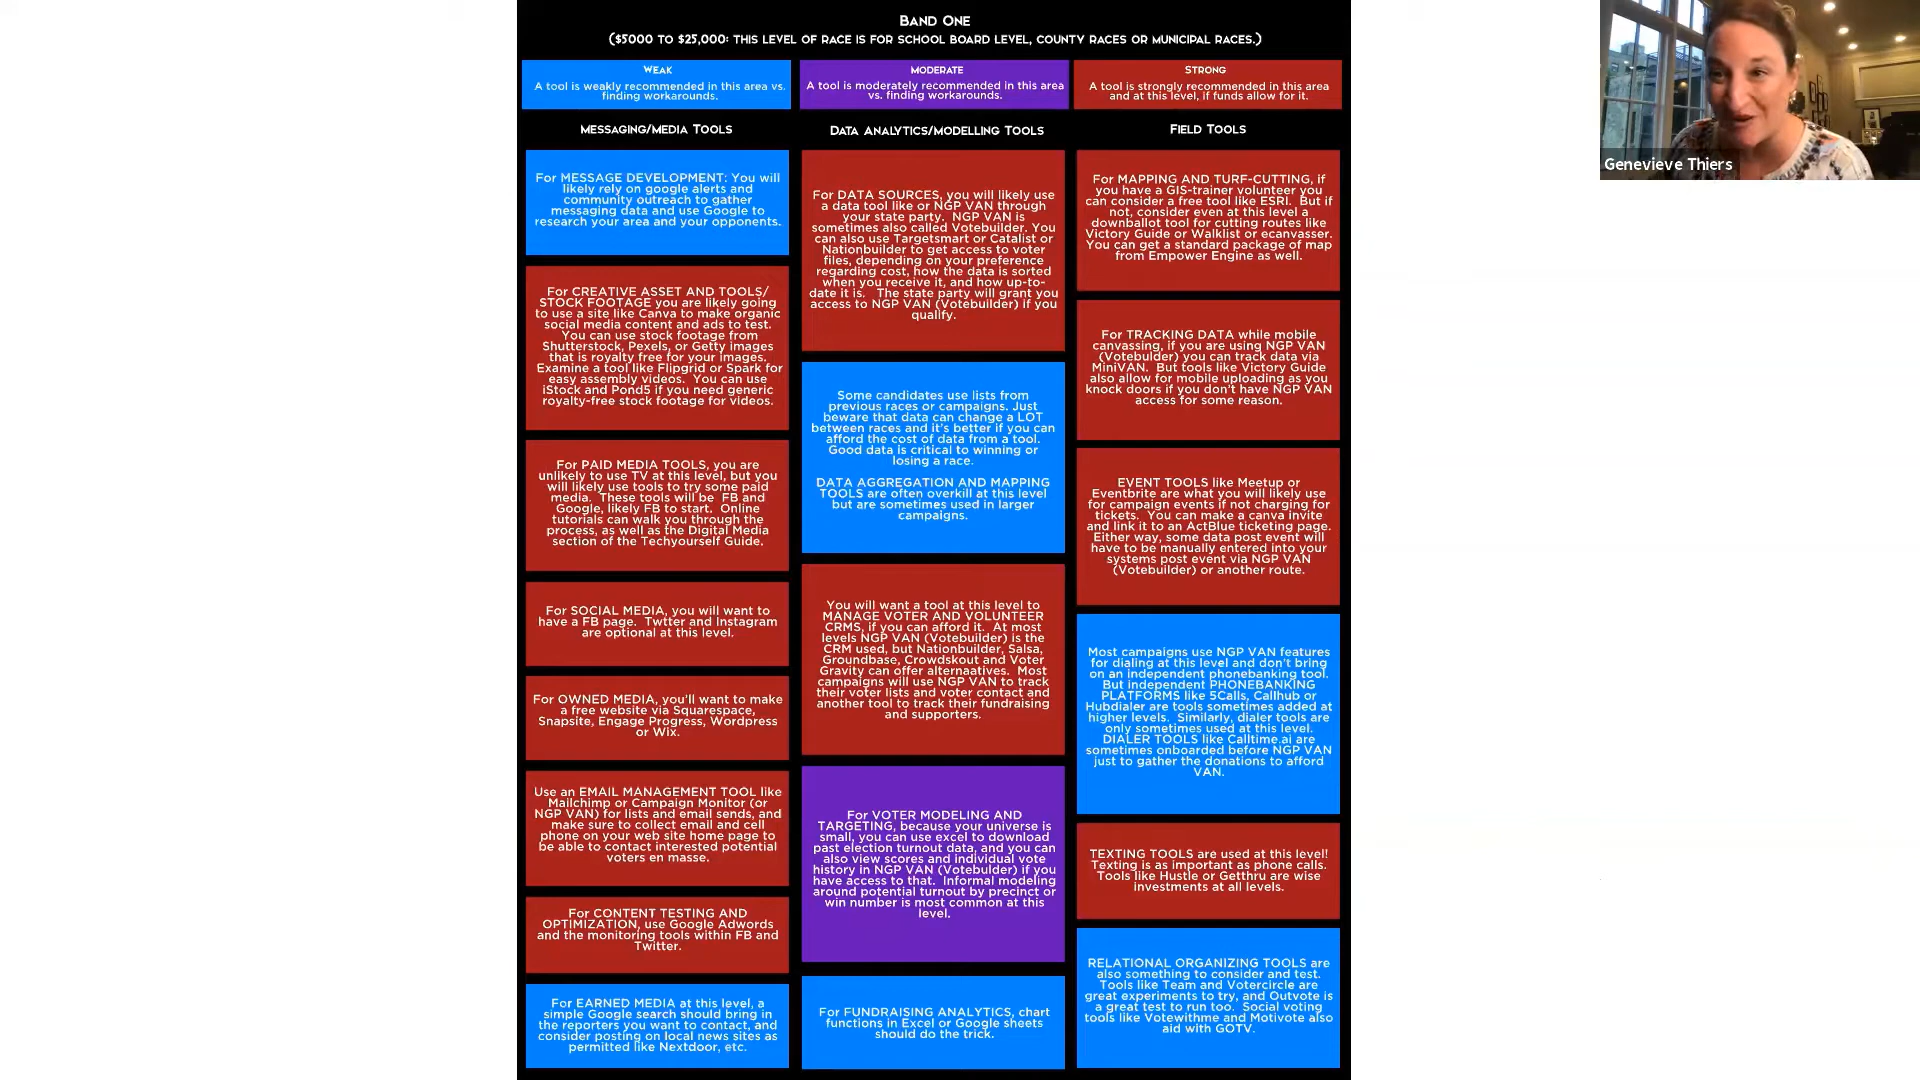 BAND ONE
($5000 TO $25,000: THIS LEVEL OF RACE IS FOR SCHOOL BOARD LEVEL, COUNTY RACES OR MUNICIPAL RACES.)
WEAK
A tool is weakly recommended in this area vs.
finding workarounds.
MODERATE
A tool is moderately recommended in this area
vs. finding workarounds.
STRONG
A tool is strongly recommended in this area
and at this level, if funds allow for it.
MESSAGING/MEDIA TOOLS
For MESSAGE DEVELOPMENT: You will
likely rely on google alerts and
community outreach to gather
messaging data and use Google to
research your area and your opponents.
For CREATIVE ASSET AND TOOLS/
STOCK FOOTAGE you are likely going
to use a site like Canva to make organic
social media content and ads to test.
You can use stock footage from
Shutterstock, Pexels, or Getty images
that is royalty free for your images.
Examine a tool like Flipgrid or Spark for
easy assembly videos. You can use
iStock and Pond5 if you need generic
royalty-free stock footage for videos.
For PAID MEDIA TOOLS, you are
unlikely to use TV at this level, but you
will likely use tools to try some paid
media. These tools will be FB and
Google, likely FB to start. Online
tutorials can walk you through the
process, as well as the Digital Media
section of the Techyourself Guide.
For SOCIAL MEDIA, you will want to
have a FB page. Twtter and Instagram
are optional at this level.
For OWNED MEDIA, you'll want to make
a free website via Squarespace,
Snapsite, Engage Progress, Wordpress
or Wix.
Use an EMAIL MANAGEMENT TOOL like
Mailchimp or Campaign Monitor (or
NGP VAN) for lists and email sends, and
make sure to collect email and cell
phone on your web site home page to
be able to contact interested potential
voters en masse.
For CONTENT TESTING AND
OPTIMIZATION, use Google Adwords
and the monitoring tools within FB and
Twitter.
For EARNED MEDIA at this level, a
simple Google search should bring in
the reporters you want to contact, and
consider posting on local news sites as
permitted like Nextdoor, etc.
DATA ANALYTICS/MODELLING TOOLS
For DATA SOURCES, you will likely use
a data tool like or NGP VAN through
your state party. NGP VAN is
sometimes also called Votebuilder. You
can also use Targetsmart or Catalist or
Nationbuilder to get access to voter
files, depending on your preference
regarding cost, how the data is sorted
when you receive it, and how up-to-
date it is. The state party will grant you
access to NGP VAN (Votebuilder) if you
qualify.
Some candidates use lists from
previous races or campaigns. Just
beware that data can change a LOT
between races and it's better if you can
afford the cost of data from a tool.
Good data is critical to winning or
losing a race.
DATA AGGREGATION AND MAPPING
TOOLS are often overkill at this level
but are sometimes used in larger
campaigns.
You will want a tool at this level to
MANAGE VOTER AND VOLUNTEER
CRMS, if you can afford it. At most
levels NGP VAN (Votebuilder) is the
CRM used, but Nationbuilder, Salsa,
Groundbase, Crowdskout and Voter
Gravity can offer alternaatives. Most
campaigns will use NGP VAN to track
their voter lists and voter contact and
another tool to track their fundraising
and supporters.
For VOTER MODELING AND
TARGETING, because your universe is
small, you can use excel to download
past election turnout data, and you can
also view scores and individual vote
history in NGP VAN (Votebulder) if you
have access to that. Informal modeling
around potential turnout by precinct or
win number is most common at this
level.
For FUNDRAISING ANALYTICS, chart
functions in Excel or Google sheets
should do the trick.
FIELD TOOLS
For MAPPING AND TURF-CUTTING, if
you have a GIS-trainer volunteer you
can consider a free tool like ESRI. But if
not, consider even at this level a
downballot tool for cutting routes like
Victory Guide or Walklist or ecanvasser.
You can get a standard package of map
from Empower Engine as well.
For TRACKING DATA while mobile
canvassing, if you are using NGP VAN
(Votebulder) you can track data via
MiniVAN. But tools like Victory Guide
also allow for mobile uploading as you
knock doors if you don't have NGP VAN
access for some reason.
EVENT TOOLS like Meetup or
Eventbrite are what you will likely use
for campaign events if not charging for
tickets. You can make a canva invite
and link it to an ActBlue ticketing page.
Either way, some data post event will
have to be manually entered into your
systems post event via NGP VAN
(Votebuilder) or another route.
Most campaigns use NGP VAN features
for dialing at this level and don't bring
on an independent phonebanking tool.
But independent PHONEBANKING
PLATFORMS like 5Calls, Callhub or
Hubdialer are tools sometimes added at
higher levels. Similarly, dialer tools are
only sometimes used at this level.
DIALER TOOLS like Calltime.ai are
sometimes onboarded before NGP VAN
just to gather the donations to afford
VAN.
TEXTING TOOLS are used at this level!
Texting is as important as phone calls.
Tools like Hustle or Getthru are wise
investments at all levels.
RELATIONAL ORGANIZING TOOLS are
also something to consider and test.
Tools like Team and Votercircle are
great experiments to try, and Outvote is
a great test to run too. Social voting
tools like Votewithme and Motivote also
aid with GOTV.
Genevieve Thiers